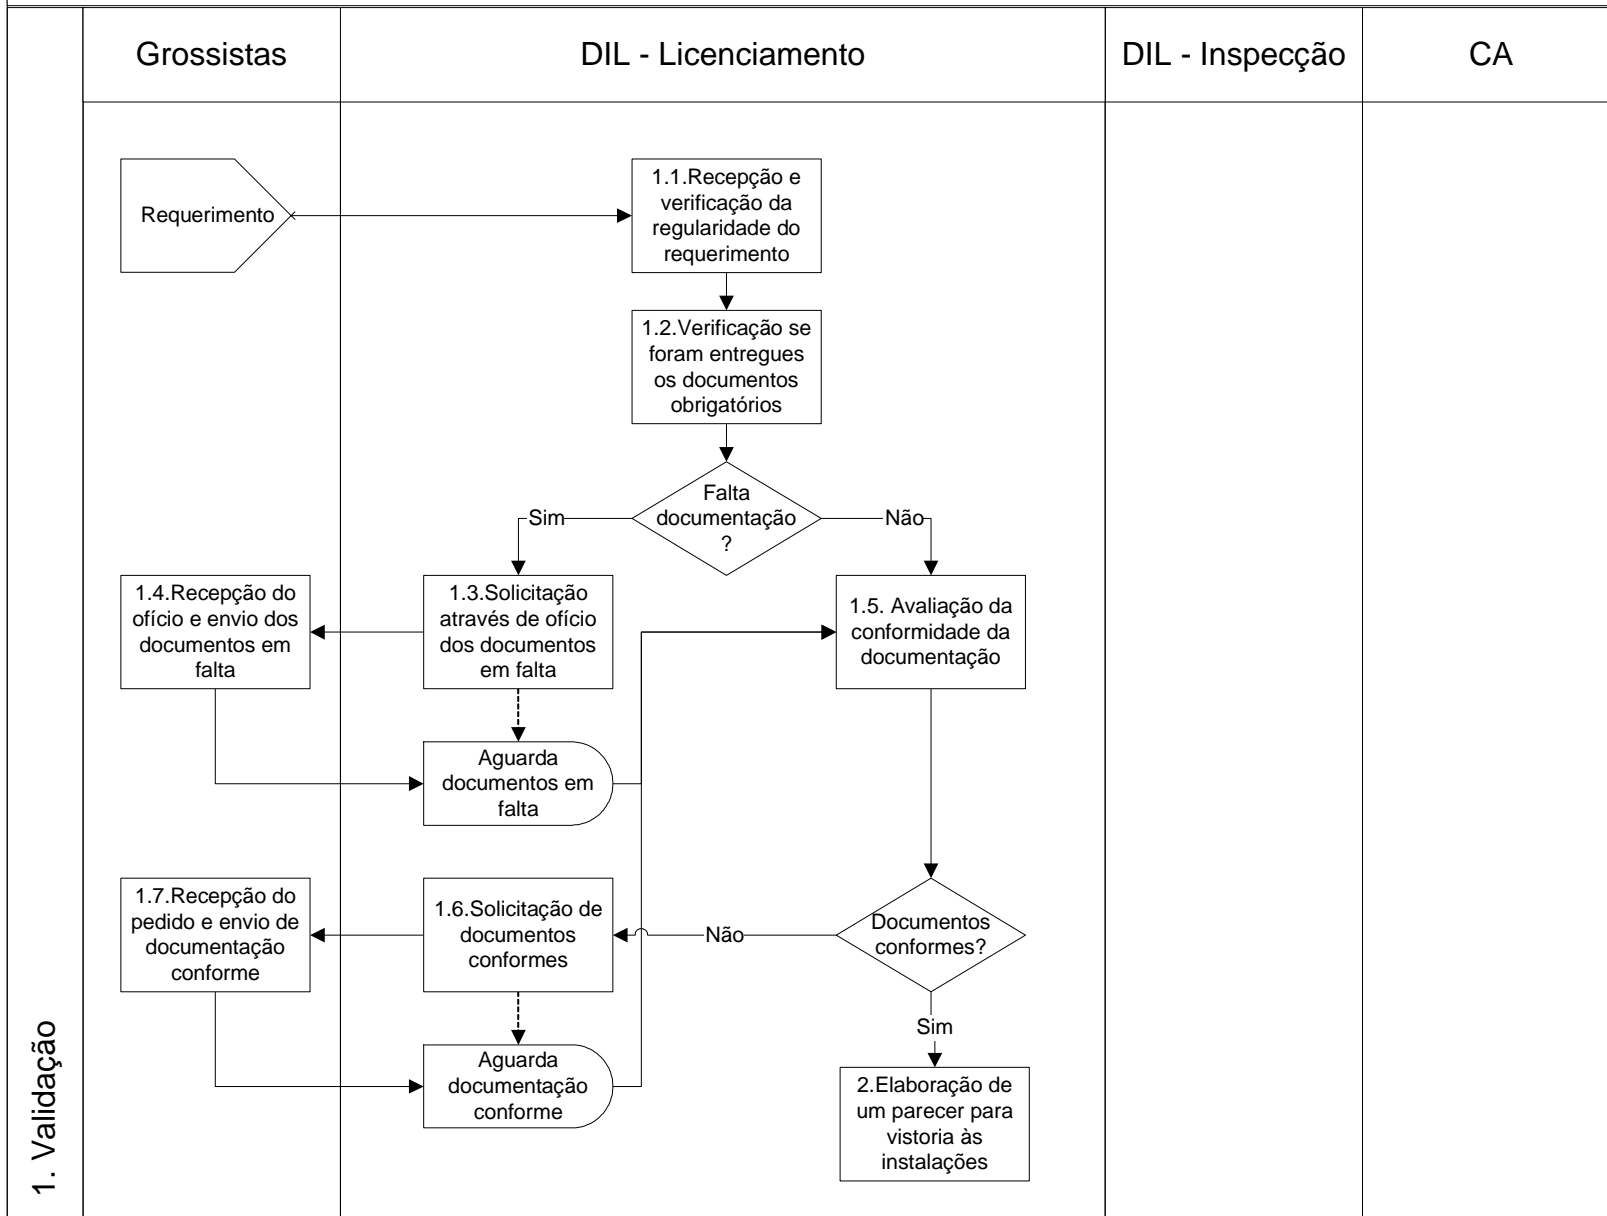 Grossistas
DIL - Licenciamento
DIL - Inspecção
CA
Requerimento
1.1.Recepção e
verificação da
regularidade do
requerimento
1.2.Verificação se
foram entregues
os documentos
obrigatórios
Falta
documentação
?
Sim
Não
1.4.Recepção do
ofício e envio dos
documentos em
falta
1.3.Solicitação
através de ofício
dos documentos
em falta
1.5. Avaliação da
conformidade da
documentação
Aguarda
documentos em
falta
1.7.Recepção do
pedido e envio de
documentação
conforme
1.6.Solicitação de
documentos
conformes
Não
Documentos
conformes?
Sim
Aguarda
documentação
conforme
2.Elaboração de
um parecer para
vistoria às
instalações
1. Validação